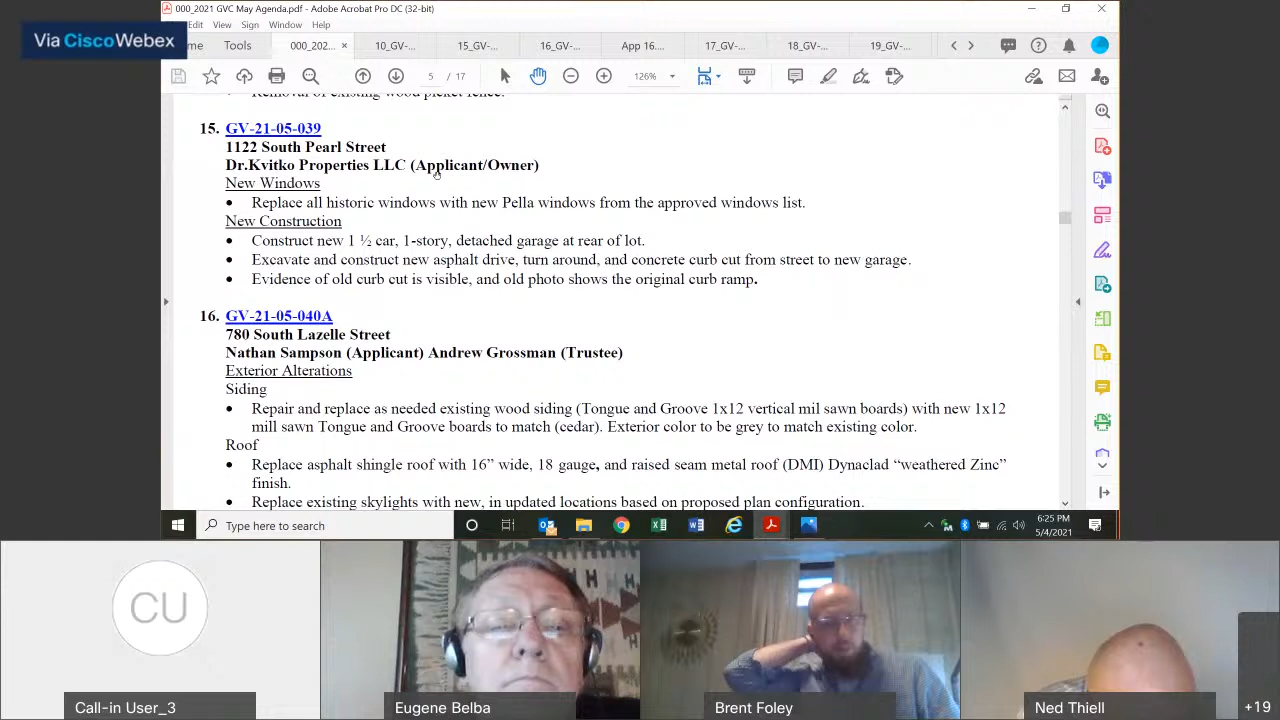 000_2021 GVC May Agenda.pdf - Adobe Acrobat Pro DC (32-bit)
Edit View Sign Window Help
Via Cisco Webex
me Tools 000_202... × 10_GV-... 15_GV-... 16_GV-... App 16.... 17_GV-... 18_GV-... 19_GV-...
5 / 17 126%
Removal of existing wood picket fence.
15. GV-21-05-039
1122 South Pearl Street
Dr.Kvitko Properties LLC (Applicant/Owner)
New Windows
• Replace all historic windows with new Pella windows from the approved windows list.
New Construction
• Construct new 1 ½ car, 1-story, detached garage at rear of lot.
• Excavate and construct new asphalt drive, turn around, and concrete curb cut from street to new garage.
• Evidence of old curb cut is visible, and old photo shows the original curb ramp.
16. GV-21-05-040A
780 South Lazelle Street
Nathan Sampson (Applicant) Andrew Grossman (Trustee)
Exterior Alterations
Siding
• Repair and replace as needed existing wood siding (Tongue and Groove 1x12 vertical mil sawn boards) with new 1x12
mill sawn Tongue and Groove boards to match (cedar). Exterior color to be grey to match existing color.
Roof
• Replace asphalt shingle roof with 16” wide, 18 gauge, and raised seam metal roof (DMI) Dynaclad “weathered Zinc”
finish.
• Replace existing skylights with new, in updated locations based on proposed plan configuration.
Type here to search
6:25 PM
5/4/2021
CU
Call-in User_3
Eugene Belba
Brent Foley
Ned Thiell
+19